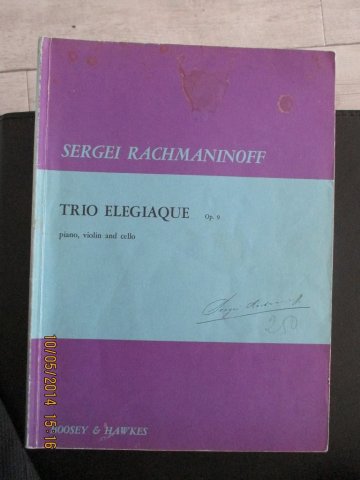 SERGEI RACHMANINOFF
TRIO ELEGIAQUE Op. 9
piano, violin and cello
250
BOOSEY & HAWKES
10/05/2014 15:16